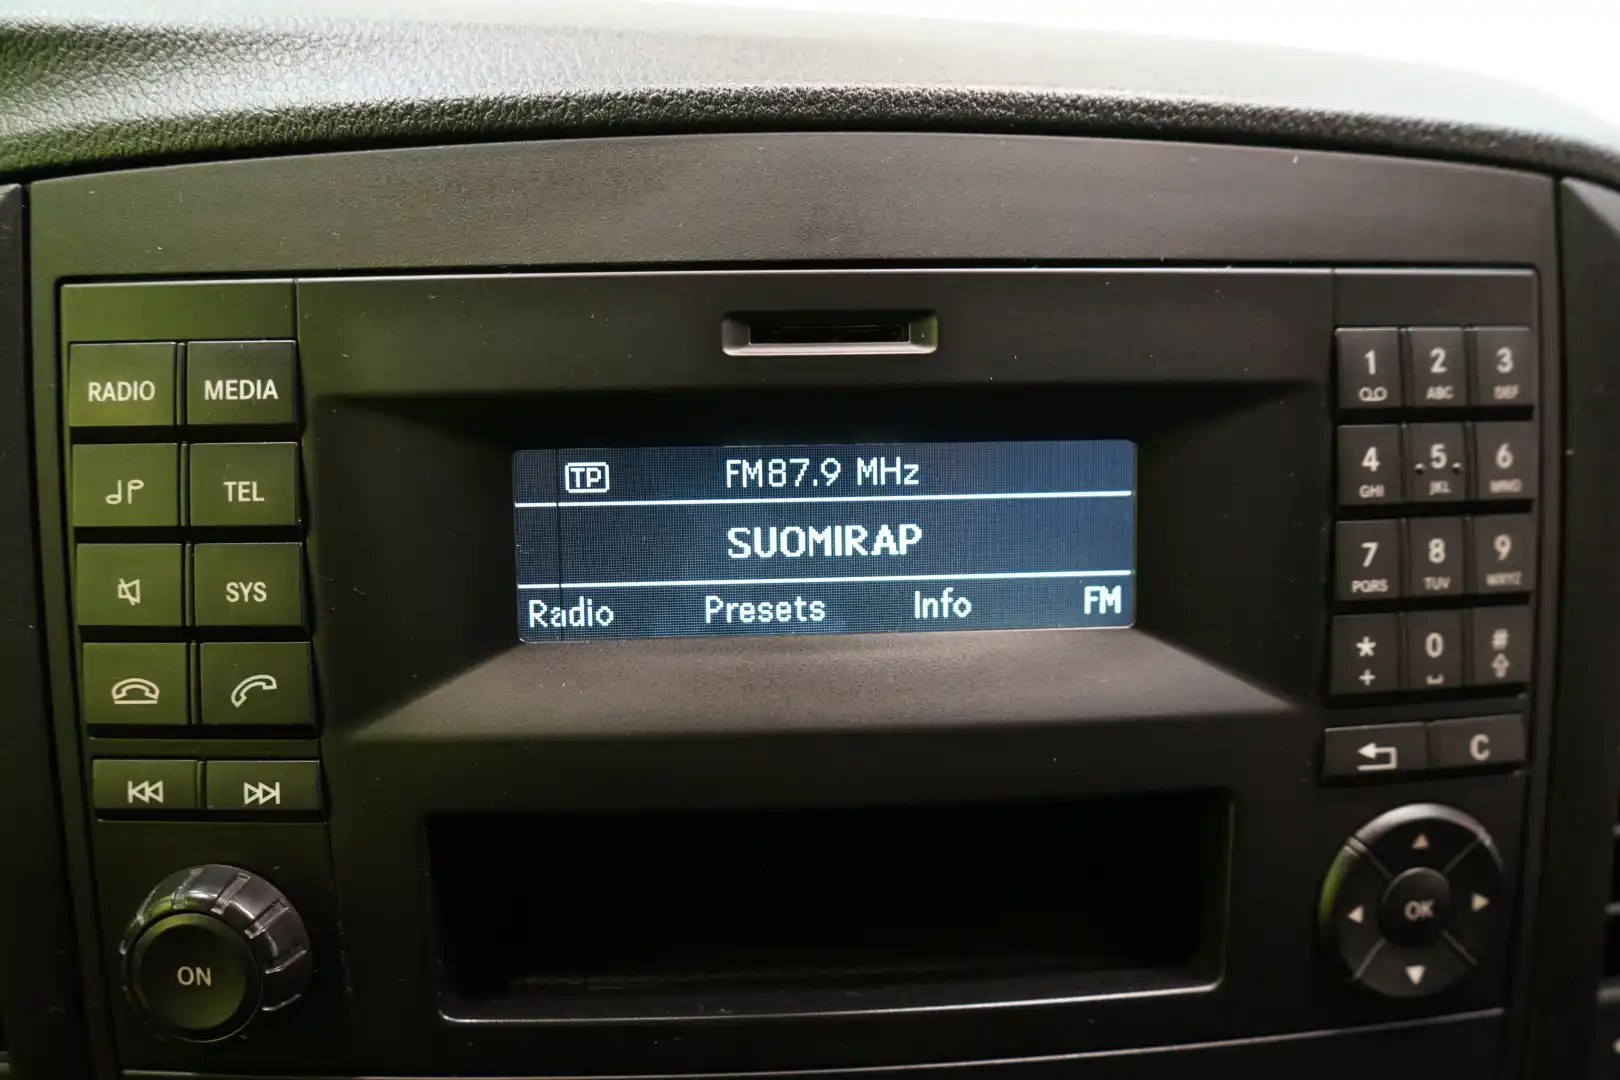 RADIO MEDIA
TEL
SYS
ON
TP FM87.9 MHz
SUOMIRAP
Radio Presets Info FM
1 2 3
ABC DEF
4 5 6
GHI JKL MNO
7 8 9
PQRS TUV WXYZ
* 0 #
+
C
OK